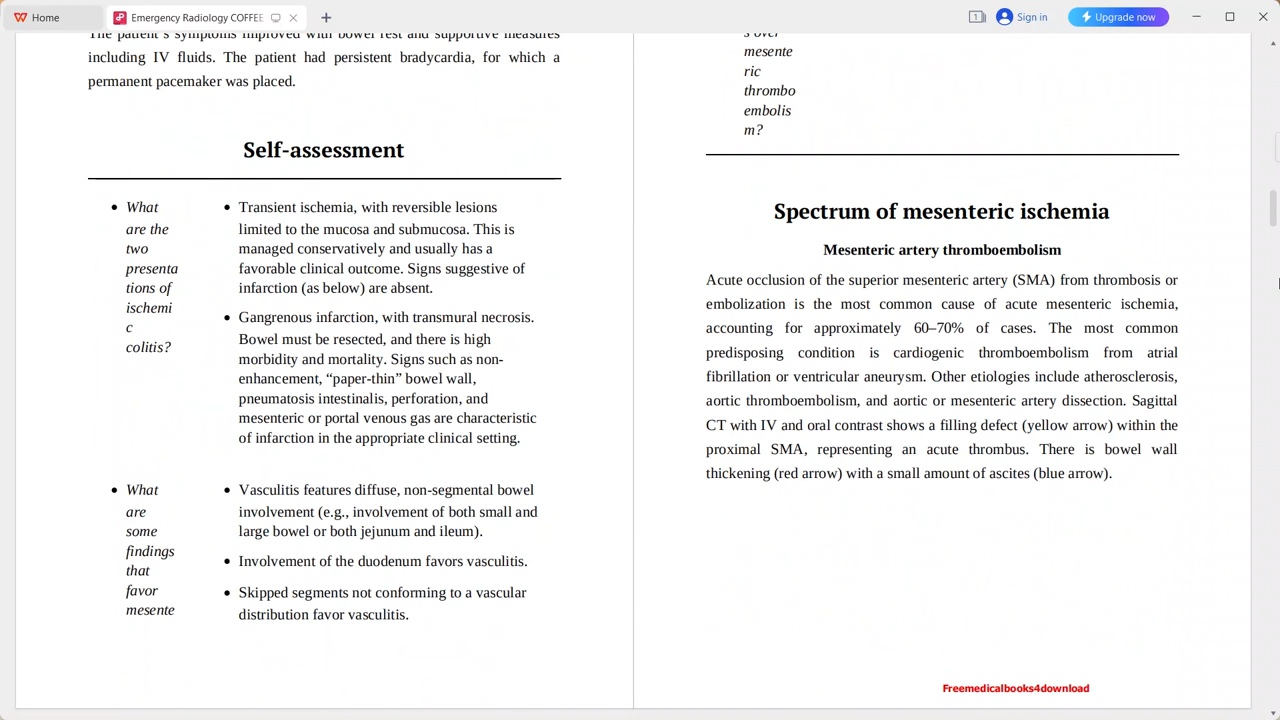 Home
Emergency Radiology COFFEE
Sign in
Upgrade now
The patient's symptoms improved with bowel rest and supportive measures
including IV fluids. The patient had persistent bradycardia, for which a
permanent pacemaker was placed.
Self-assessment
• What
are the
two
presenta
tions of
ischemi
c
colitis?
• Transient ischemia, with reversible lesions
limited to the mucosa and submucosa. This is
managed conservatively and usually has a
favorable clinical outcome. Signs suggestive of
infarction (as below) are absent.
• Gangrenous infarction, with transmural necrosis.
Bowel must be resected, and there is high
morbidity and mortality. Signs such as non-
enhancement, “paper-thin” bowel wall,
pneumatosis intestinalis, perforation, and
mesenteric or portal venous gas are characteristic
of infarction in the appropriate clinical setting.
• What
are
some
findings
that
favor
mesente
• Vasculitis features diffuse, non-segmental bowel
involvement (e.g., involvement of both small and
large bowel or both jejunum and ileum).
• Involvement of the duodenum favors vasculitis.
• Skipped segments not conforming to a vascular
distribution favor vasculitis.
s over
mesente
ric
thrombo
embolis
m?
Spectrum of mesenteric ischemia
Mesenteric artery thromboembolism
Acute occlusion of the superior mesenteric artery (SMA) from thrombosis or
embolization is the most common cause of acute mesenteric ischemia,
accounting for approximately 60–70% of cases. The most common
predisposing condition is cardiogenic thromboembolism from atrial
fibrillation or ventricular aneurysm. Other etiologies include atherosclerosis,
aortic thromboembolism, and aortic or mesenteric artery dissection. Sagittal
CT with IV and oral contrast shows a filling defect (yellow arrow) within the
proximal SMA, representing an acute thrombus. There is bowel wall
thickening (red arrow) with a small amount of ascites (blue arrow).
Freemedicalbooks4download